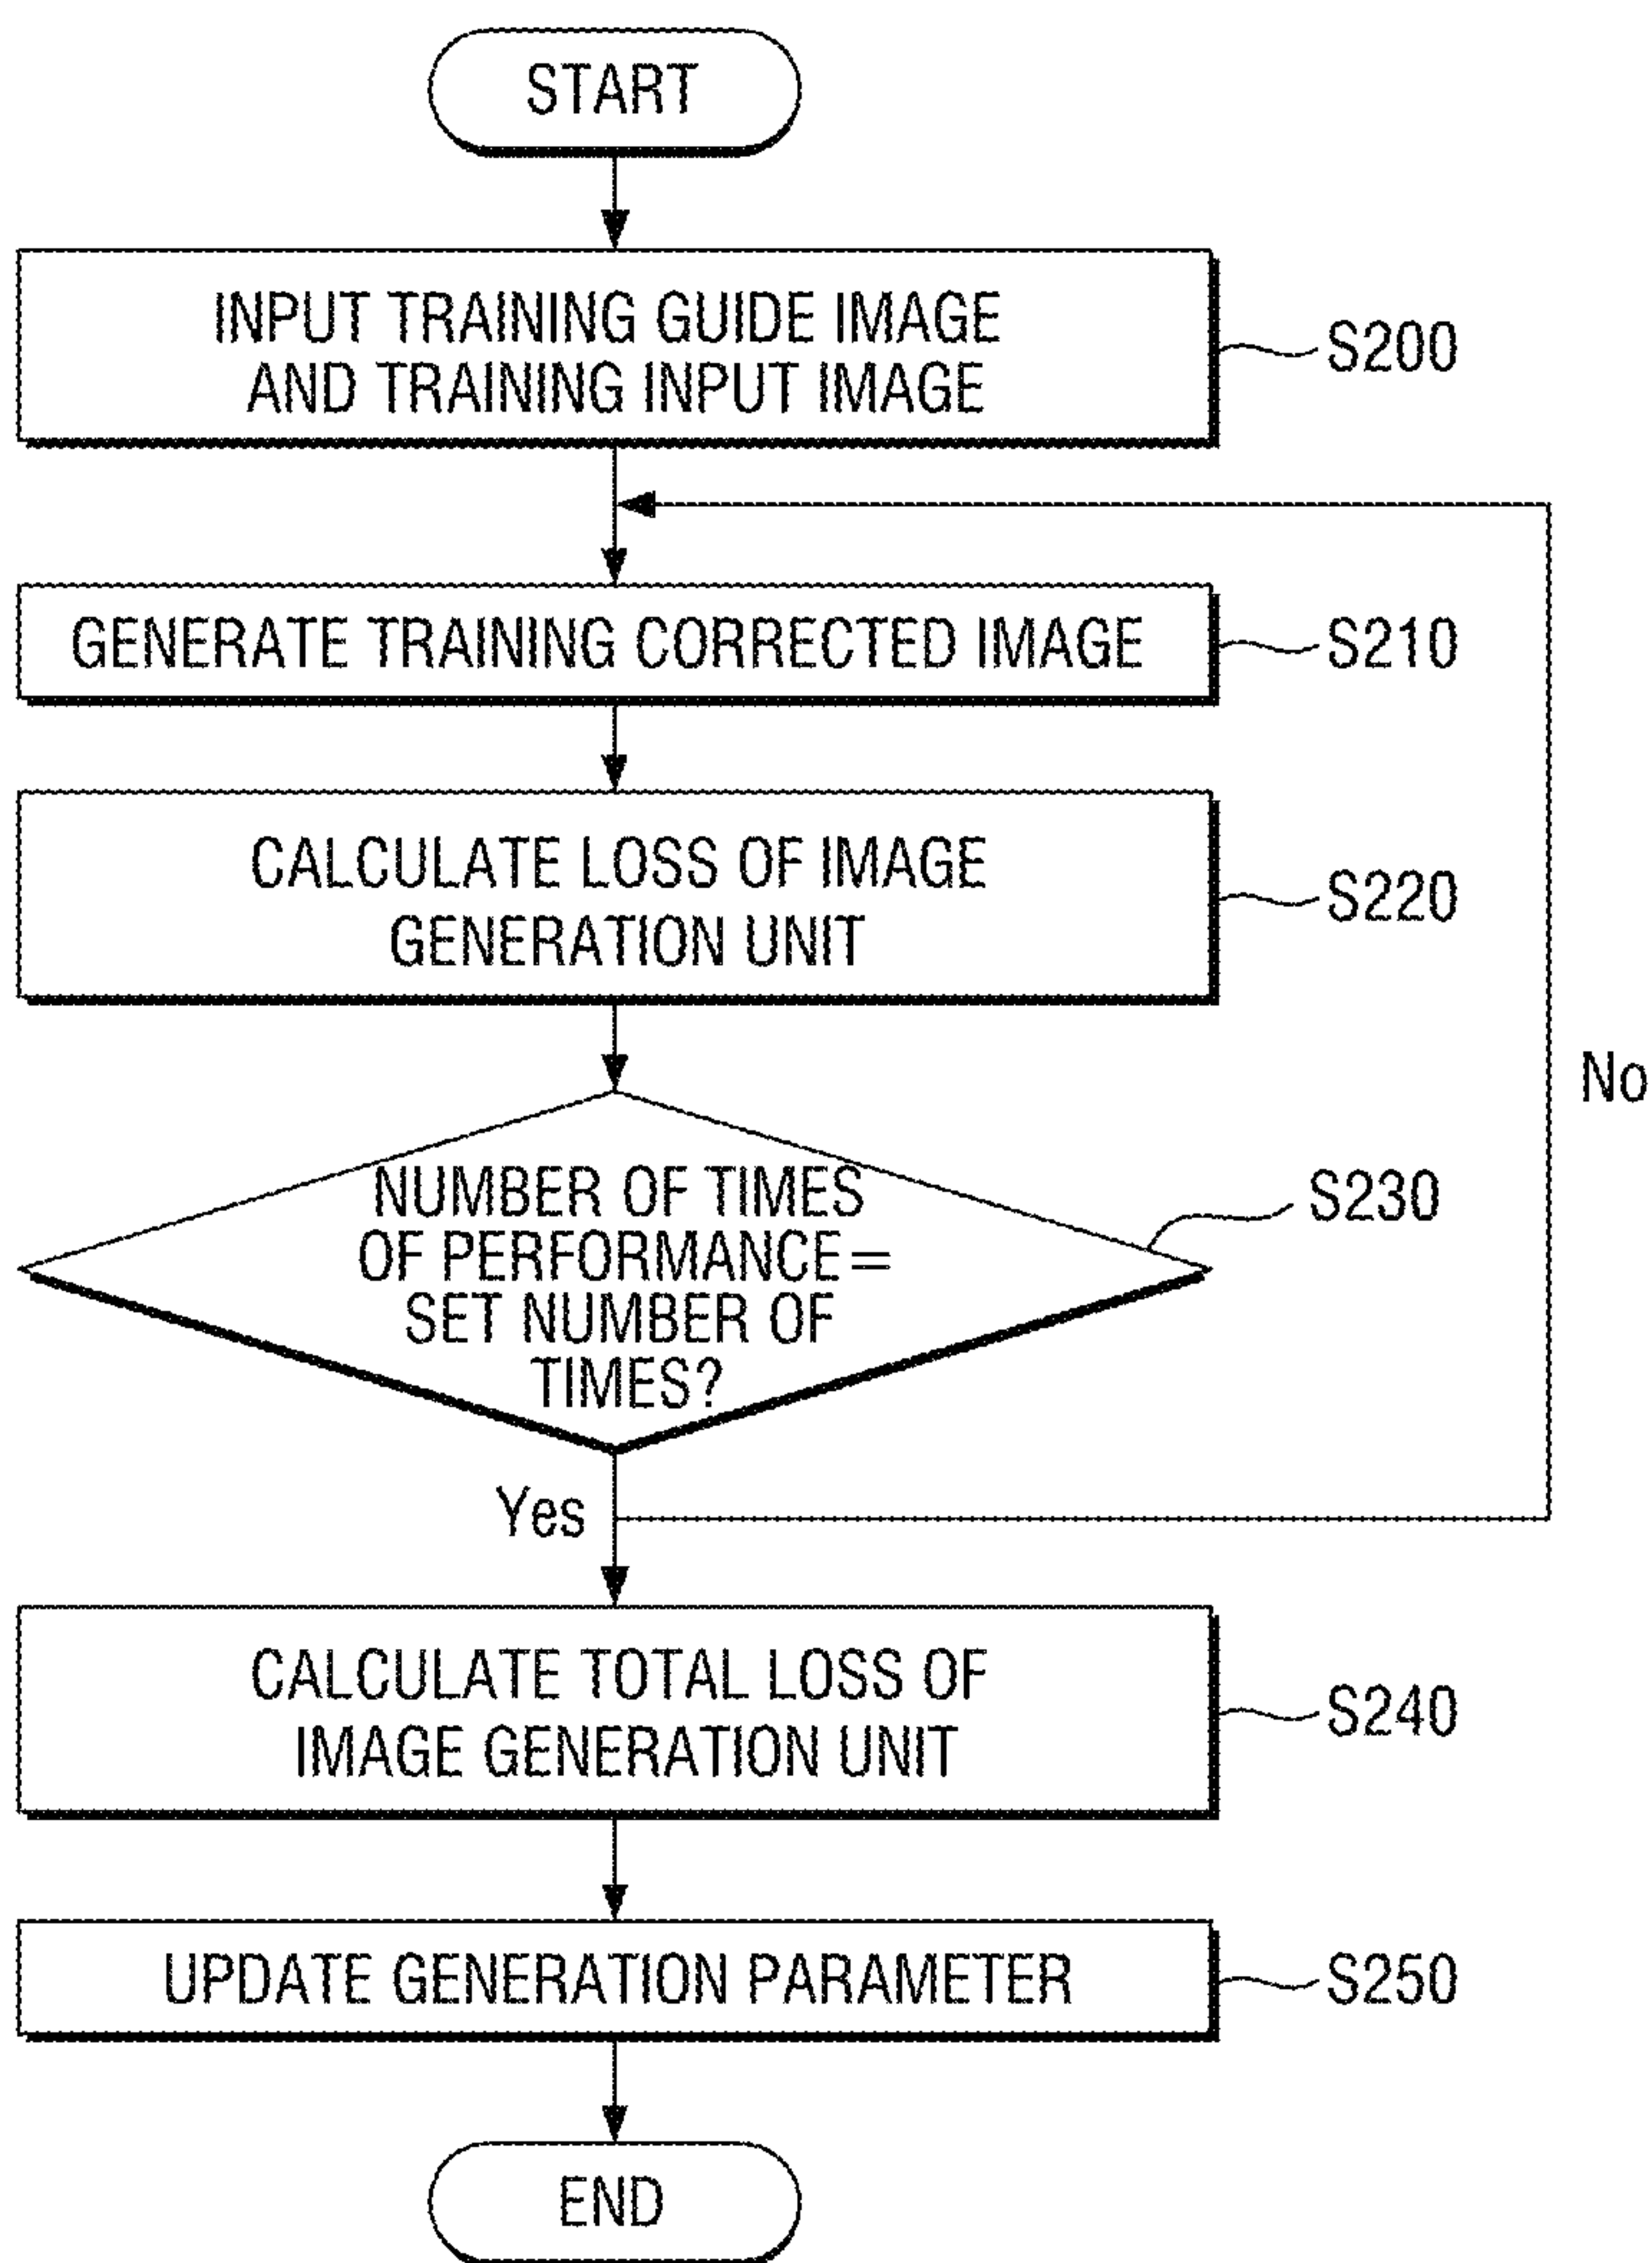 START
INPUT TRAINING GUIDE IMAGE
AND TRAINING INPUT IMAGE
S200
GENERATE TRAINING CORRECTED IMAGE
S210
CALCULATE LOSS OF IMAGE
GENERATION UNIT
S220
No
NUMBER OF TIMES
OF PERFORMANCE=
SET NUMBER OF
TIMES?
S230
Yes
CALCULATE TOTAL LOSS OF
IMAGE GENERATION UNIT
S240
UPDATE GENERATION PARAMETER
S250
END